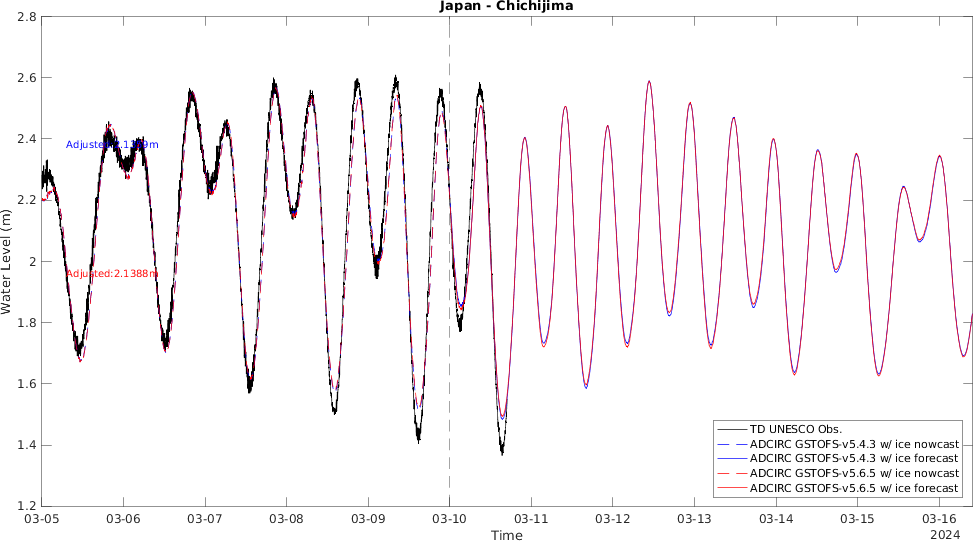 Japan - Chichijima
2.8
2.6
2.4
2.2
2
1.8
1.6
1.4
1.2
Water Level (m)
Adjusted:2.1388m
TD UNESCO Obs.
ADCIRC GSTOFS-v5.4.3 w/ ice nowcast
ADCIRC GSTOFS-v5.4.3 w/ ice forecast
ADCIRC GSTOFS-v5.6.5 w/ ice nowcast
ADCIRC GSTOFS-v5.6.5 w/ ice forecast
03-05 03-06 03-07 03-08 03-09 03-10 03-11 03-12 03-13 03-14 03-15 03-16
Time
2024